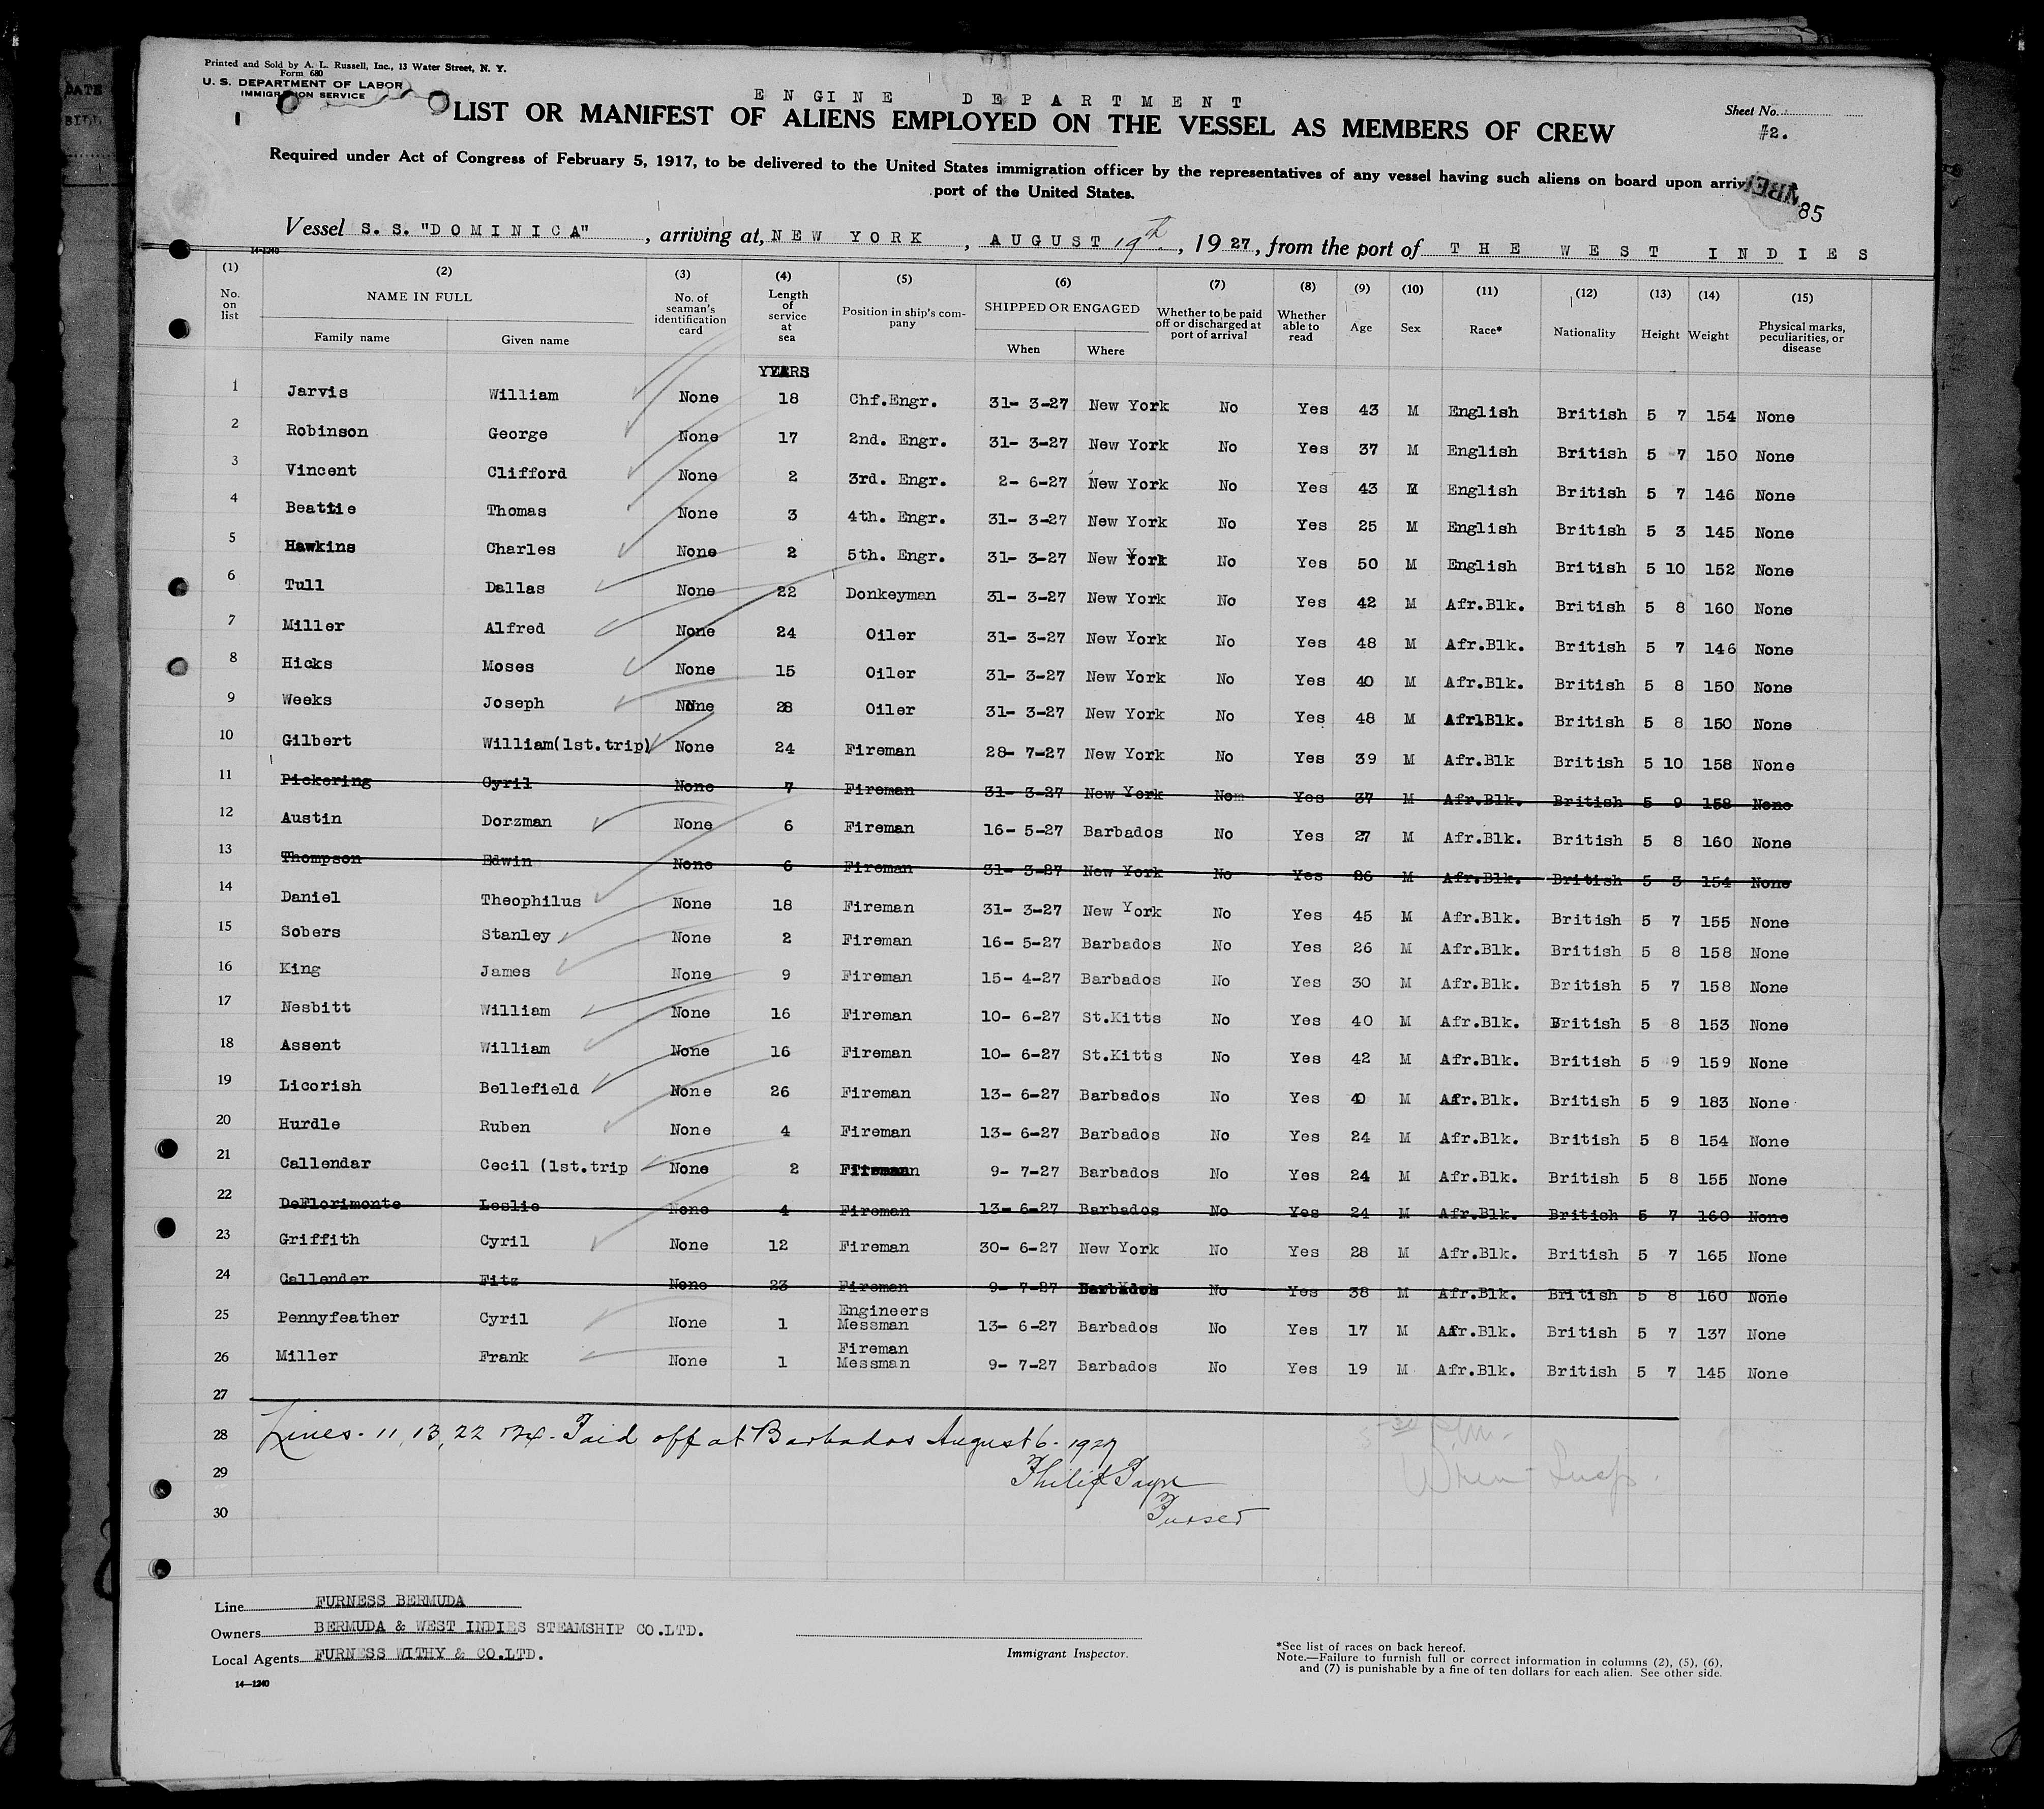 Printed and Sold by A. L. Russell, Inc., 13 Water Street, N. Y.
Form 680
U. S. DEPARTMENT OF LABOR
IMMIGRATION SERVICE
ENGINE DEPARTMENT
LIST OR MANIFEST OF ALIENS EMPLOYED ON THE VESSEL AS MEMBERS OF CREW
Sheet No.
#2.
Required under Act of Congress of February 5, 1917, to be delivered to the United States immigration officer by the representatives of any vessel having such aliens on board upon arriv
port of the United States.
85
Vessel S. S. "DOMINICA", arriving at, NEW YORK, AUGUST 19th, 1927, from the port of THE WEST INDIES
14-1240
(1) (2) (3) (4) (5) (6) (7) (8) (9) (10) (11) (12) (13) (14) (15)
No. on list NAME IN FULL Family name Given name No. of seaman's identification card Length of service at sea Position in ship's company SHIPPED OR ENGAGED When Where Whether to be paid off or discharged at port of arrival Whether able to read Age Sex Race* Nationality Height Weight Physical marks, peculiarities, or disease
YEARS
1 Jarvis William None 18 Chf.Engr. 31- 3-27 New York No Yes 43 M English British 5 7 154 None
2 Robinson George None 17 2nd. Engr. 31- 3-27 New York No Yes 37 M English British 5 7 150 None
3 Vincent Clifford None 2 3rd. Engr. 2- 6-27 New York No Yes 43 M English British 5 7 146 None
4 Beattie Thomas None 3 4th. Engr. 31- 3-27 New York No Yes 25 M English British 5 3 145 None
5 Hawkins Charles None 2 5th. Engr. 31- 3-27 New York No Yes 50 M English British 5 10 152 None
6 Tull Dallas None 22 Donkeyman 31- 3-27 New York No Yes 42 M Afr.Blk. British 5 8 160 None
7 Miller Alfred None 24 Oiler 31- 3-27 New York No Yes 48 M Afr.Blk. British 5 7 146 None
8 Hicks Moses None 15 Oiler 31- 3-27 New York No Yes 40 M Afr.Blk. British 5 8 150 None
9 Weeks Joseph None 28 Oiler 31- 3-27 New York No Yes 48 M Afr.Blk. British 5 8 150 None
10 Gilbert William(1st.trip) None 24 Fireman 28- 7-27 New York No Yes 39 M Afr.Blk British 5 10 158 None
11 Pickering Cyril None 7 Fireman 31- 3-27 New York No Yes 37 M Afr.Blk. British 5 9 158 None
12 Austin Dorzman None 6 Fireman 16- 5-27 Barbados No Yes 27 M Afr.Blk. British 5 8 160 None
13 Thompson Edwin None 6 Fireman 31- 3-27 New York No Yes 26 M Afr.Blk. British 5 3 154 None
14 Daniel Theophilus None 18 Fireman 31- 3-27 New York No Yes 45 M Afr.Blk. British 5 7 155 None
15 Sobers Stanley None 2 Fireman 16- 5-27 Barbados No Yes 26 M Afr.Blk. British 5 8 158 None
16 King James None 9 Fireman 15- 4-27 Barbados No Yes 30 M Afr.Blk. British 5 7 158 None
17 Nesbitt William None 16 Fireman 10- 6-27 St.Kitts No Yes 40 M Afr.Blk. British 5 8 153 None
18 Assent William None 16 Fireman 10- 6-27 St.Kitts No Yes 42 M Afr.Blk. British 5 9 159 None
19 Licorish Bellefield None 26 Fireman 13- 6-27 Barbados No Yes 40 M Afr.Blk. British 5 9 183 None
20 Hurdle Ruben None 4 Fireman 13- 6-27 Barbados No Yes 24 M Afr.Blk. British 5 8 154 None
21 Callendar Cecil (1st.trip None 2 Fireman 9- 7-27 Barbados No Yes 24 M Afr.Blk. British 5 8 155 None
22 DeFlorimonte Leslie None 4 Fireman 13- 6-27 Barbados No Yes 24 M Afr.Blk. British 5 7 160 None
23 Griffith Cyril None 12 Fireman 30- 6-27 New York No Yes 28 M Afr.Blk. British 5 7 165 None
24 Callender Fitz None 23 Fireman 9- 7-27 Barbados No Yes 38 M Afr.Blk. British 5 8 160 None
25 Pennyfeather Cyril None 1 Engineers Messman 13- 6-27 Barbados No Yes 17 M Afr.Blk. British 5 7 137 None
26 Miller Frank None 1 Fireman Messman 9- 7-27 Barbados No Yes 19 M Afr.Blk. British 5 7 145 None
27
28 Lines. 11, 13, 22 24. Paid off at Barbados August 6. 1927
29 Philip
30 Purser
Line FURNESS BERMUDA
Owners BERMUDA & WEST INDIES STEAMSHIP CO.LTD.
Local Agents FURNESS WITHY & CO.LTD.
Immigrant Inspector.
*See list of races on back hereof.
Note.—Failure to furnish full or correct information in columns (2), (5), (6), and (7) is punishable by a fine of ten dollars for each alien. See other side.
14—1240